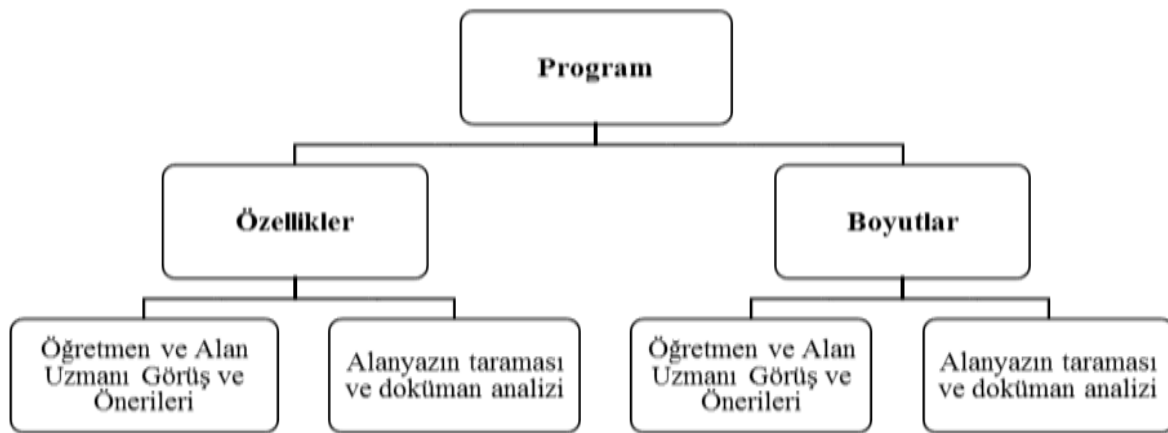 Program
Özellikler
Boyutlar
Öğretmen ve Alan
Uzmanı Görüş ve
Önerileri
Alanyazın taraması
ve doküman analizi
Öğretmen ve Alan
Uzmanı Görüş ve
Önerileri
Alanyazın taraması
ve doküman analizi